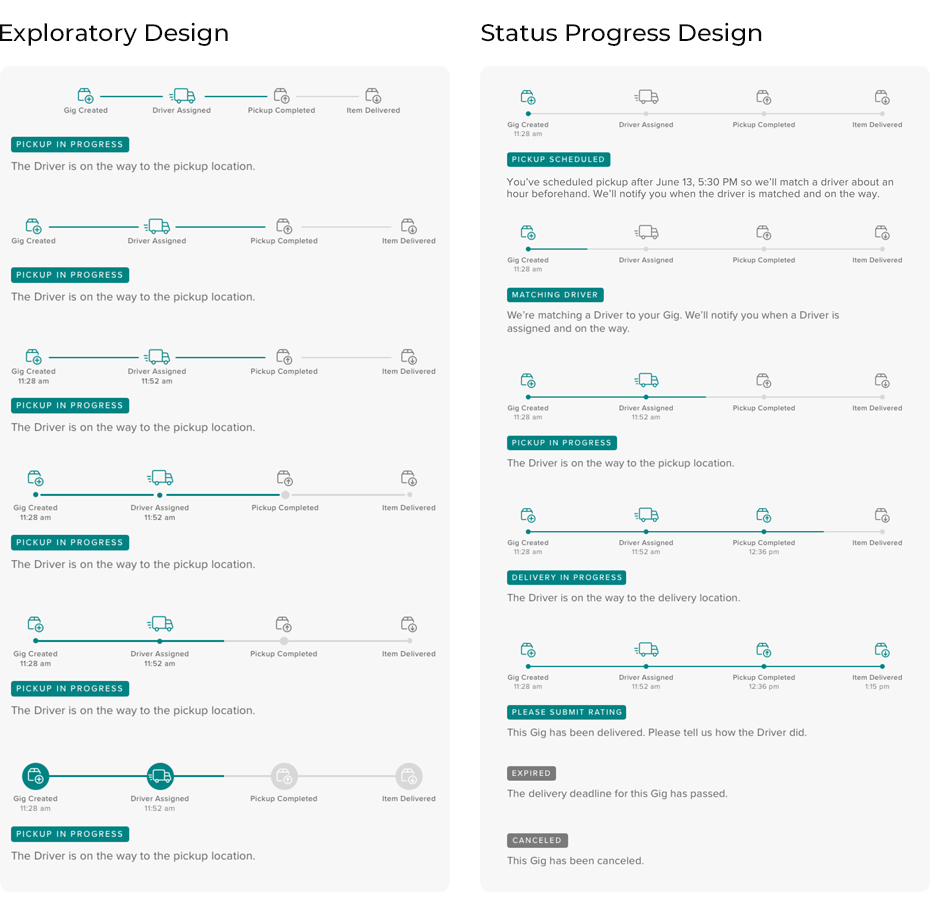 Exploratory Design
Gig Created Driver Assigned Pickup Completed Item Delivered
PICKUP IN PROGRESS
The Driver is on the way to the pickup location.
Gig Created Driver Assigned Pickup Completed Item Delivered
PICKUP IN PROGRESS
The Driver is on the way to the pickup location.
Gig Created Driver Assigned Pickup Completed Item Delivered
11:28 am 11:52 am
PICKUP IN PROGRESS
The Driver is on the way to the pickup location.
Gig Created Driver Assigned Pickup Completed Item Delivered
11:28 am 11:52 am
PICKUP IN PROGRESS
The Driver is on the way to the pickup location.
Gig Created Driver Assigned Pickup Completed Item Delivered
11:28 am 11:52 am
PICKUP IN PROGRESS
The Driver is on the way to the pickup location.
Gig Created Driver Assigned Pickup Completed Item Delivered
11:28 am 11:52 am
PICKUP IN PROGRESS
The Driver is on the way to the pickup location.
Status Progress Design
Gig Created Driver Assigned Pickup Completed Item Delivered
11:28 am
PICKUP SCHEDULED
You've scheduled pickup after June 13, 5:30 PM so we'll match a driver about an
hour beforehand. We'll notify you when the driver is matched and on the way.
Gig Created Driver Assigned Pickup Completed Item Delivered
11:28 am
MATCHING DRIVER
We're matching a Driver to your Gig. We'll notify you when a Driver is
assigned and on the way.
Gig Created Driver Assigned Pickup Completed Item Delivered
11:28 am 11:52 am
PICKUP IN PROGRESS
The Driver is on the way to the pickup location.
Gig Created Driver Assigned Pickup Completed Item Delivered
11:28 am 11:52 am 12:36 pm
DELIVERY IN PROGRESS
The Driver is on the way to the delivery location.
Gig Created Driver Assigned Pickup Completed Item Delivered
11:28 am 11:52 am 12:36 pm 1:15 pm
PLEASE SUBMIT RATING
This Gig has been delivered. Please tell us how the Driver did.
EXPIRED
The delivery deadline for this Gig has passed.
CANCELED
This Gig has been canceled.